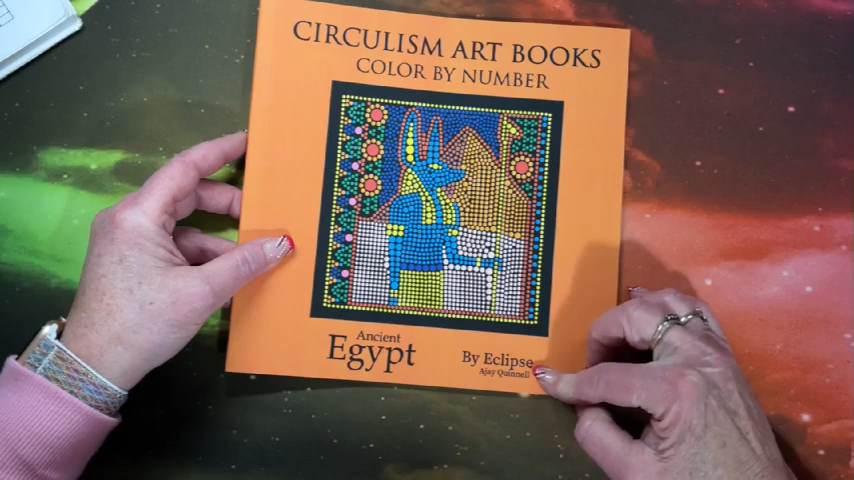 CIRCULISM ART BOOKS
COLOR BY NUMBER
Ancient
Egypt
By Eclipse
Ajay Quinnell